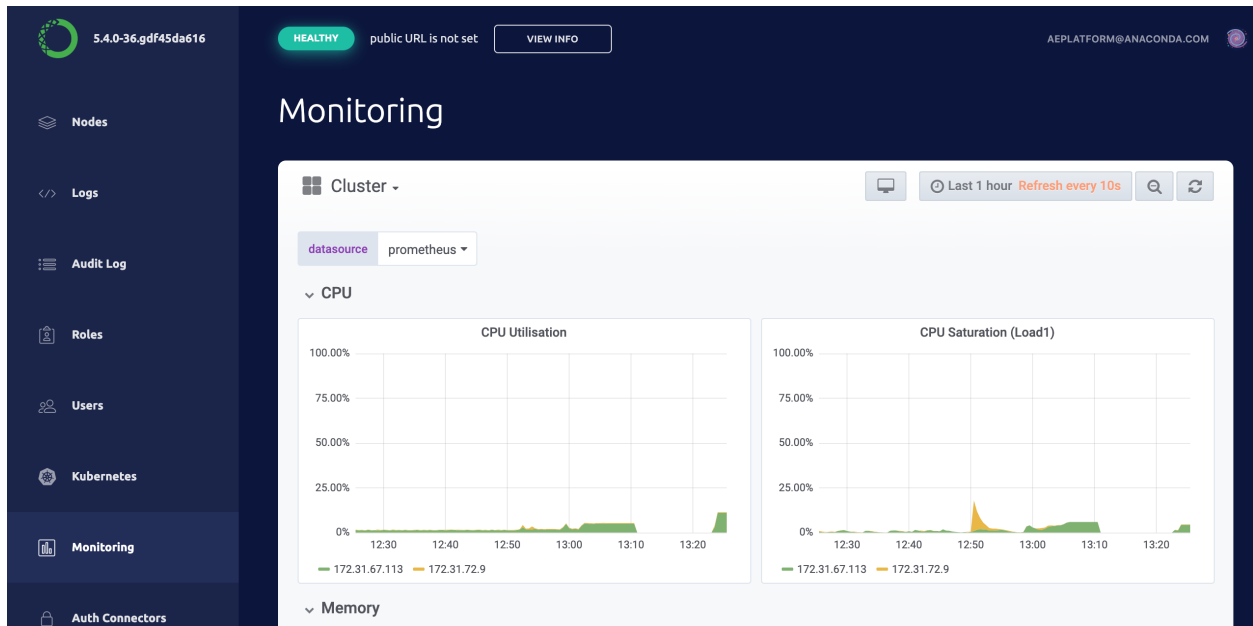 5.4.0-36.gdf45da616
HEALTHY
public URL is not set
VIEW INFO
AEPLATFORM@ANACONDA.COM
Nodes
Logs
Audit Log
Roles
Users
Kubernetes
Monitoring
Auth Connectors
Monitoring
Cluster
Last 1 hour Refresh every 10s
datasource prometheus
CPU
CPU Utilisation
100.00%
75.00%
50.00%
25.00%
0%
12:30 12:40 12:50 13:00 13:10 13:20
172.31.67.113 172.31.72.9
CPU Saturation (Load1)
100.00%
75.00%
50.00%
25.00%
0%
12:30 12:40 12:50 13:00 13:10 13:20
172.31.67.113 172.31.72.9
Memory